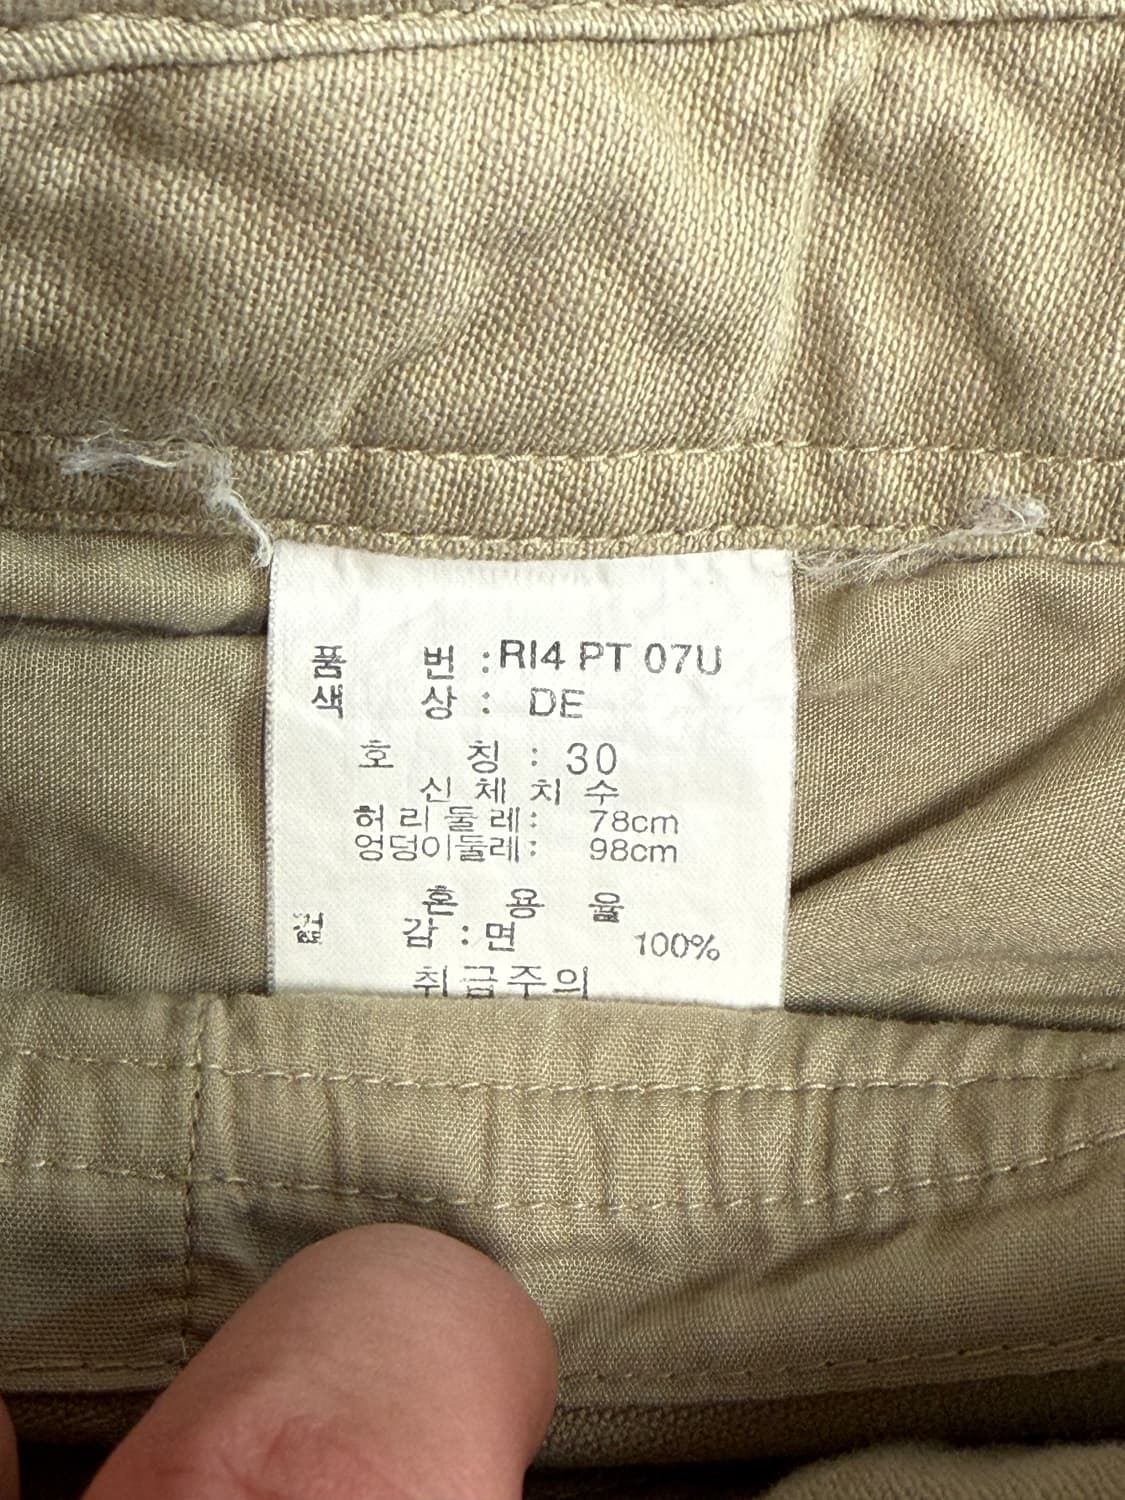 품 번 : RI4 PT 07U
색 상 : DE
호 칭 : 30
신 체 치 수
허 리 둘 레 : 78cm
엉덩이둘레 : 98cm
혼 용 율
겉 감 : 면 100%
취급주의